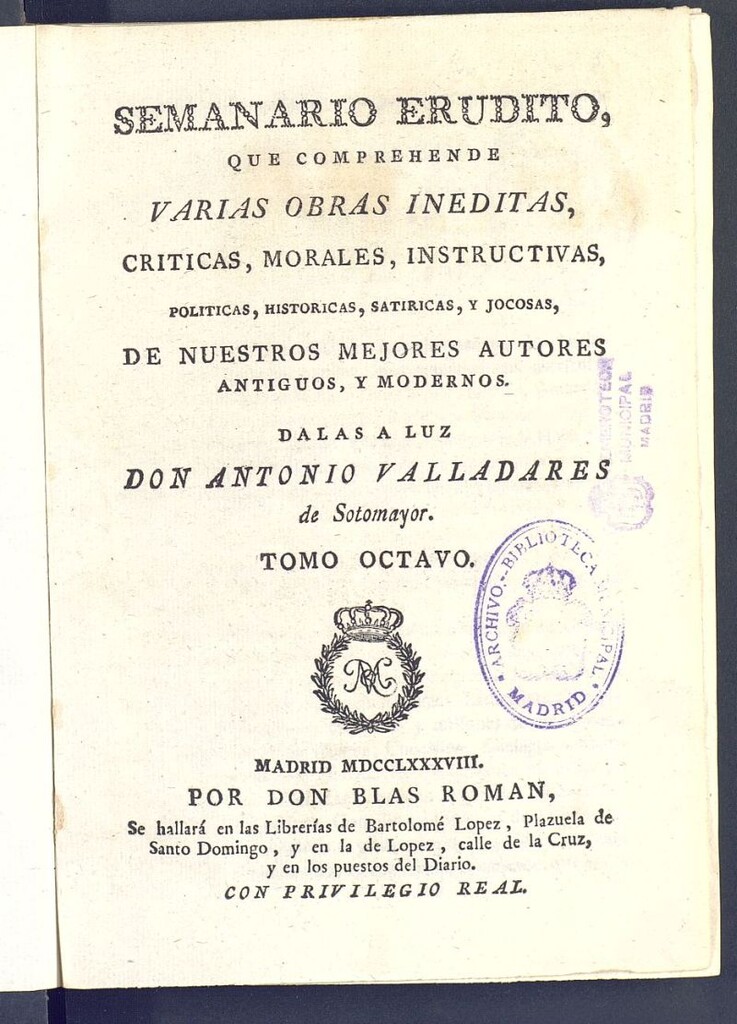 SEMANARIO ERUDITO,
QUE COMPREHENDE
VARIAS OBRAS INEDITAS,
CRITICAS, MORALES, INSTRUCTIVAS,
POLITICAS, HISTORICAS, SATIRICAS, Y JOCOSAS,
DE NUESTROS MEJORES AUTORES
ANTIGUOS, Y MODERNOS.
DALAS A LUZ
DON ANTONIO VALLADARES
de Sotomayor.
TOMO OCTAVO.
MADRID MDCCLXXXVIII.
POR DON BLAS ROMAN,
Se hallará en las Librerías de Bartolomé Lopez, Plazuela de
Santo Domingo, y en la de Lopez, calle de la Cruz,
y en los puestos del Diario.
CON PRIVILEGIO REAL.
HEMEROTECA
MUNICIPAL
MADRID
ARCHIVO-BIBLIOTECA MUNICIPAL
MADRID